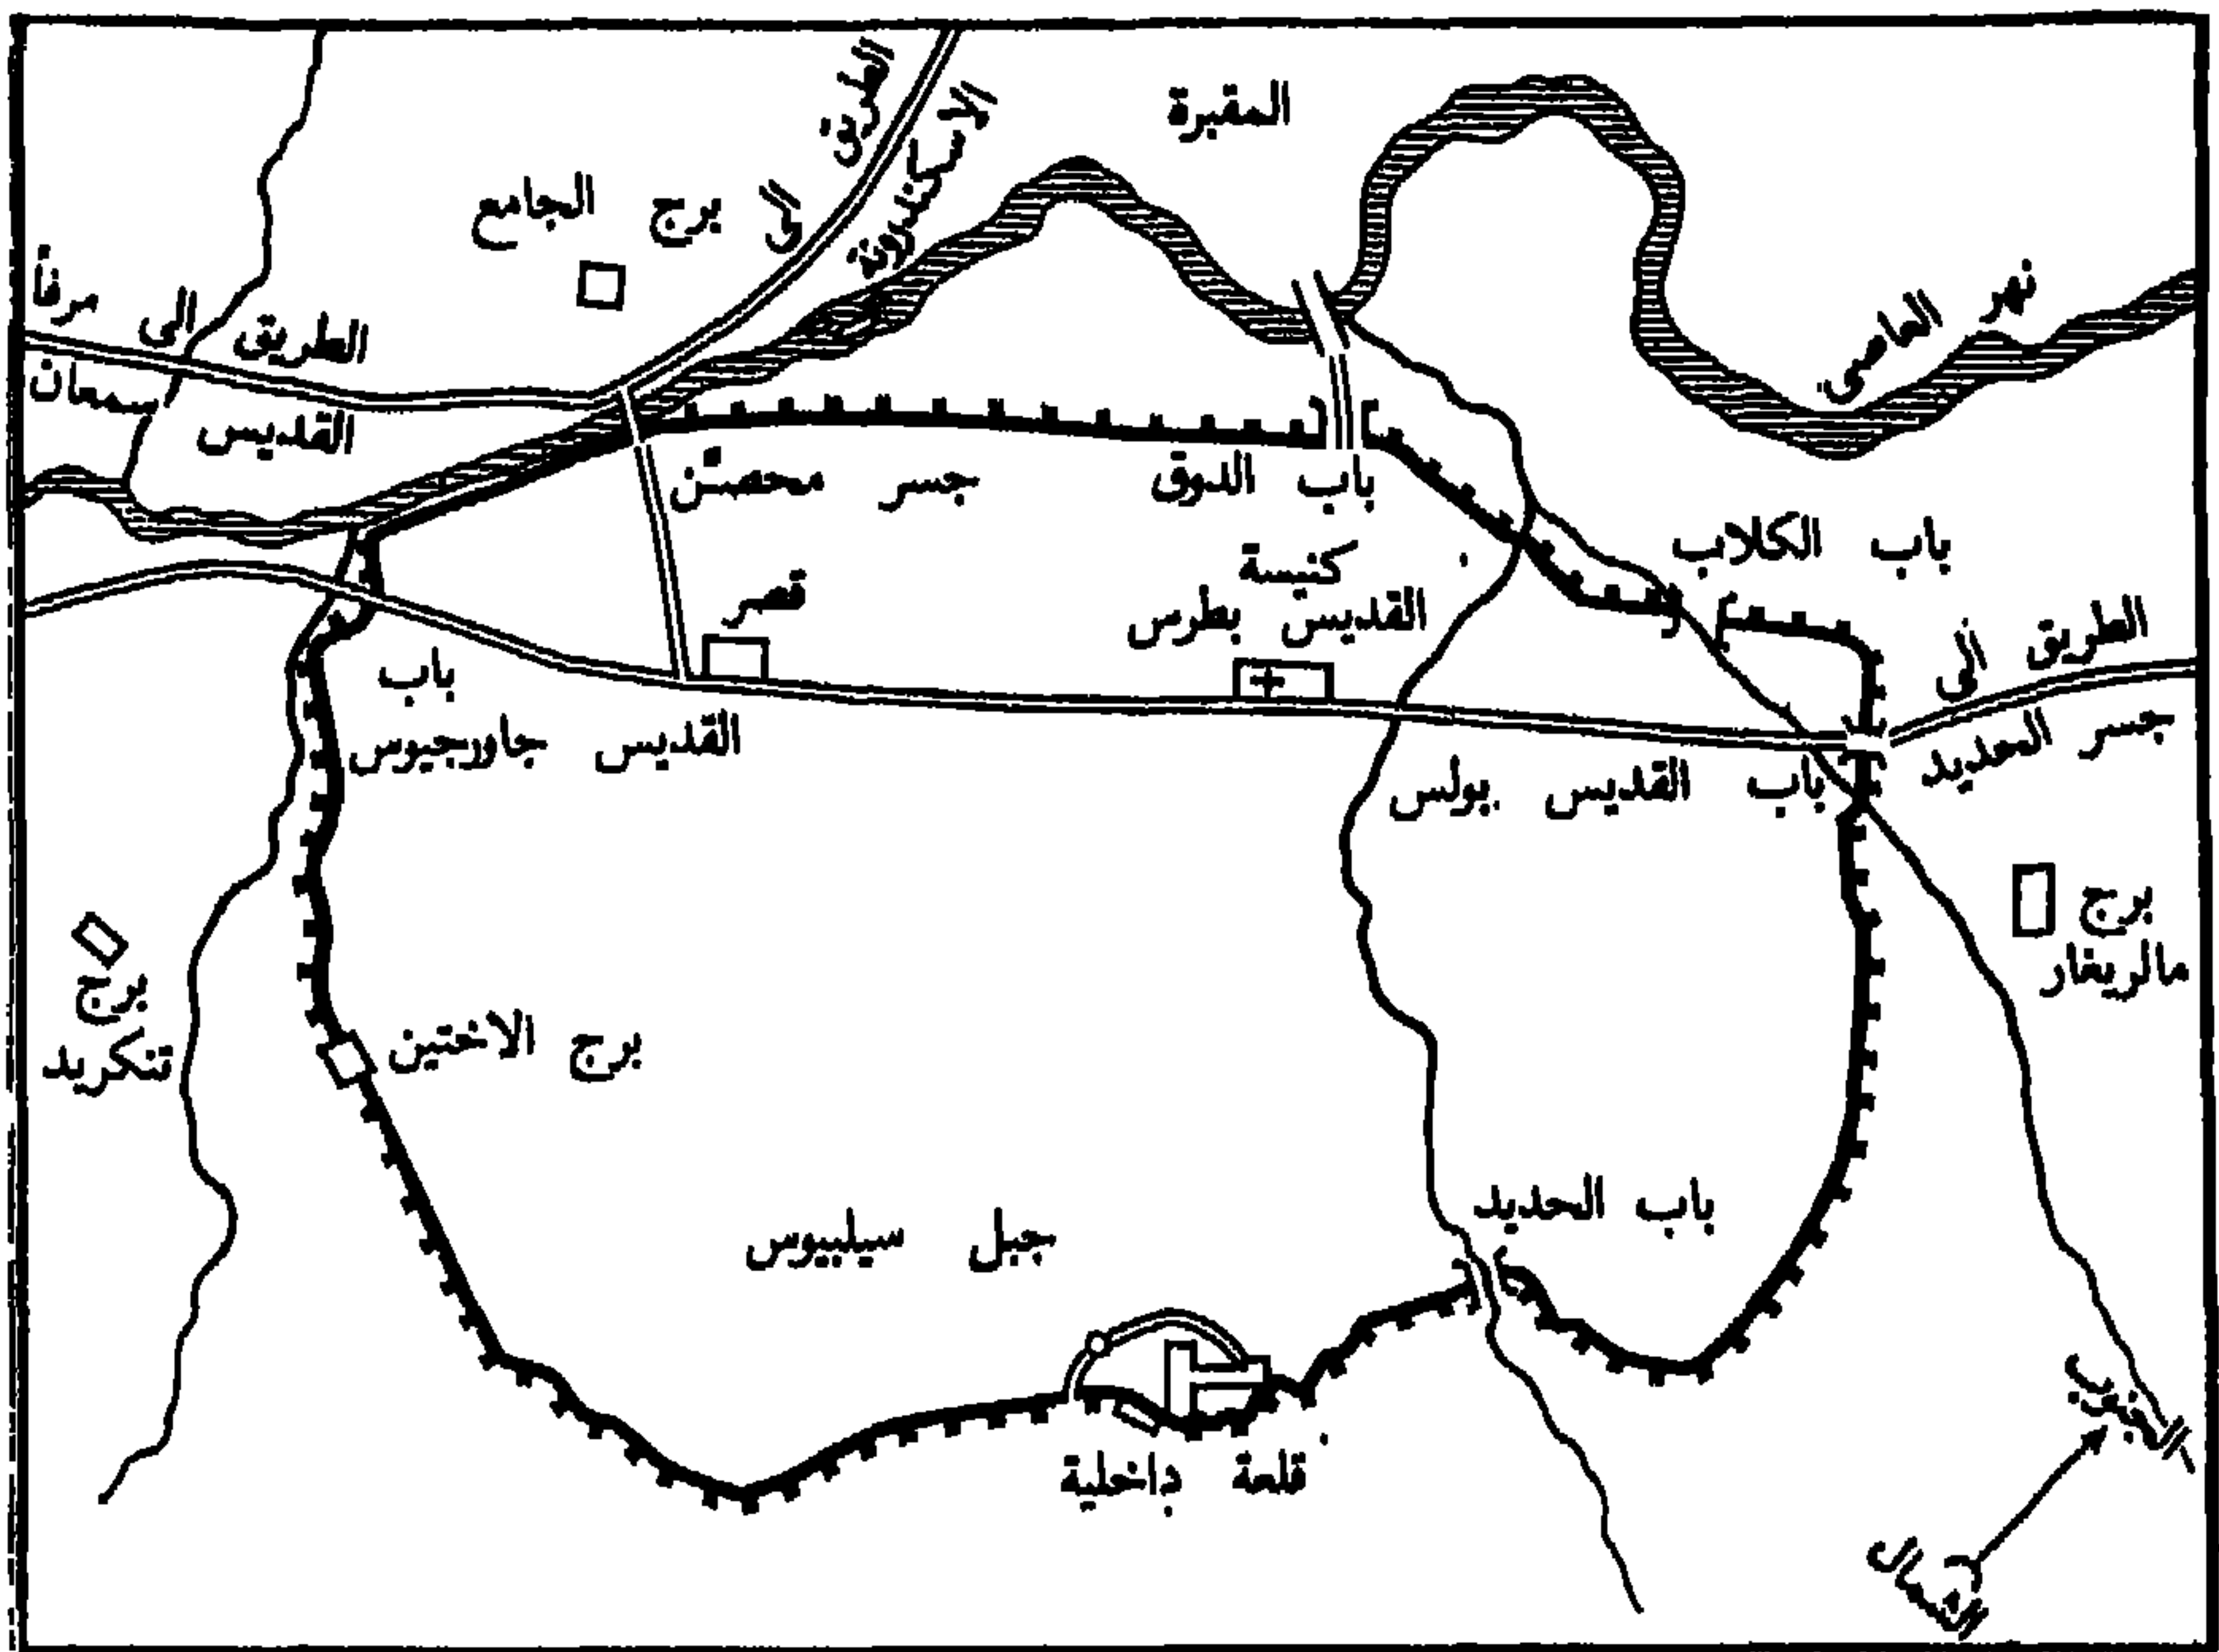 المقبرة
الطريق الى
الاسكندرونة
برج الجامع
نهر العاصي
الطريق الى مرفأ
القديس سمعان
جسر محصن
باب الدوق
باب الكلاب
كنيسة
القديس بطرس
قصر
الطريق الى
جسر الحديد
باب
القديس جاورجيوس
باب القديس بولس
برج
مالريغار
برج
تنكريد
برج الاختين
باب الحديد
جبل سيلبيوس
قلعة داخلية
الشمال